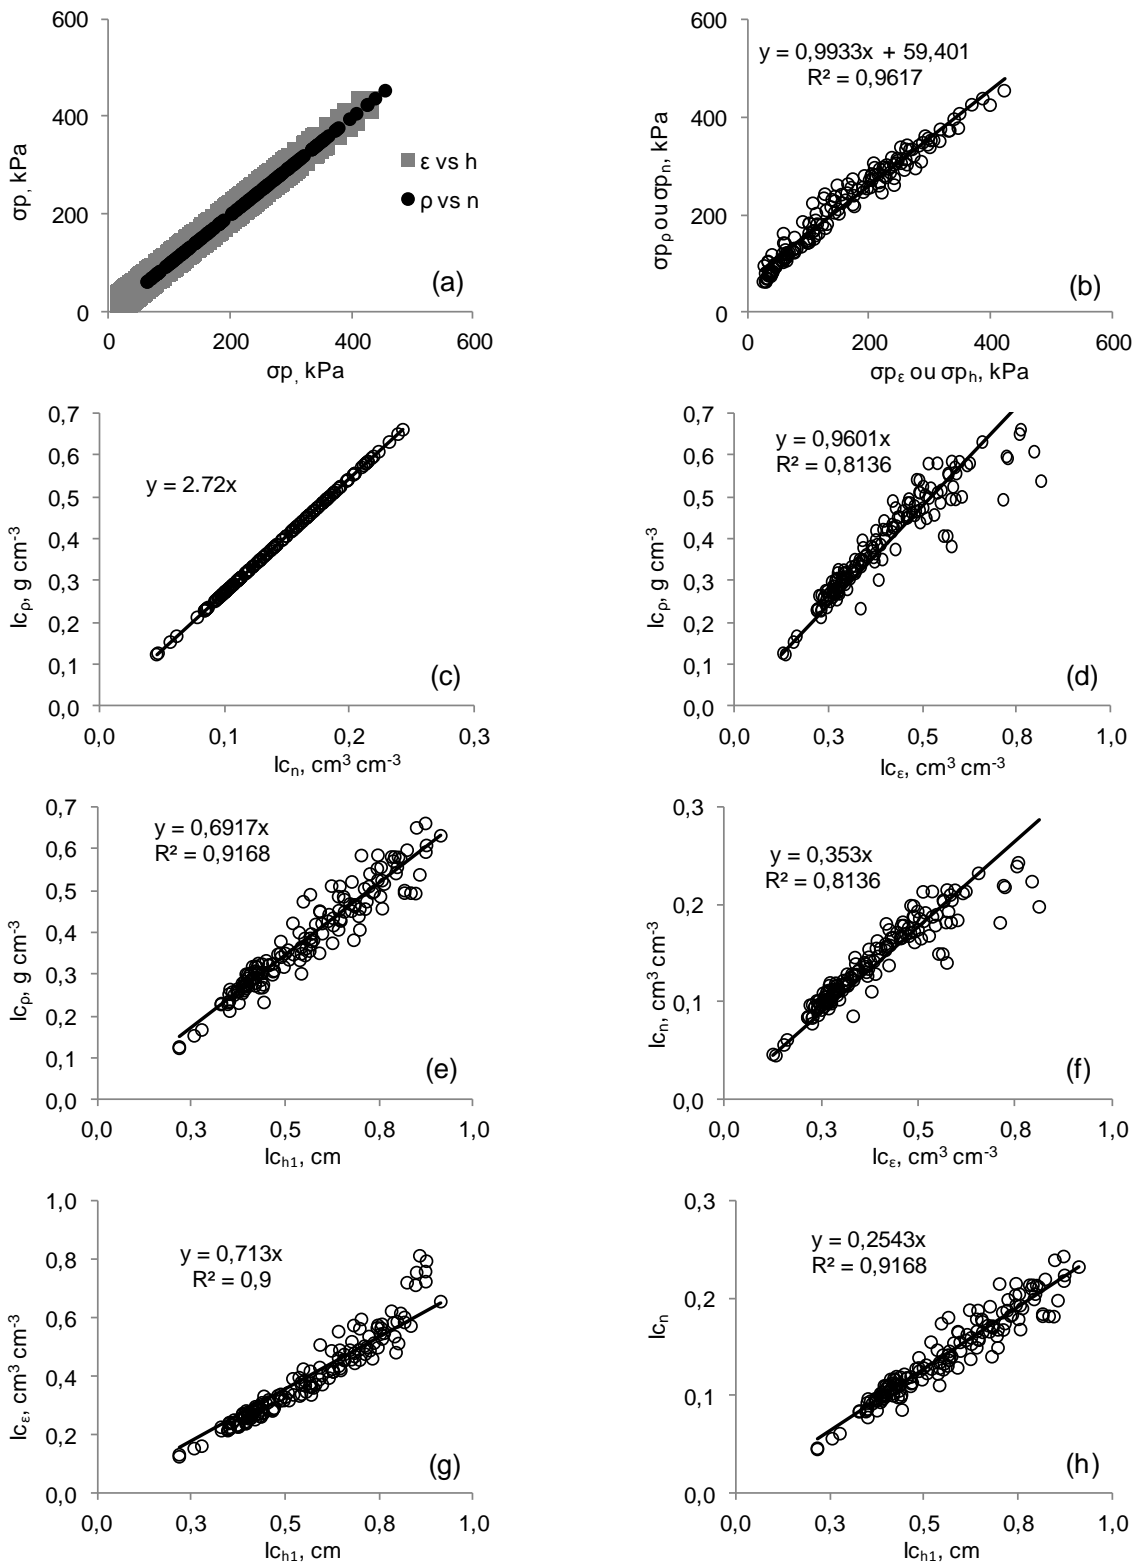 600
400
200
0
0
200
400
600
σp, kPa
σp, kPa
ε vs h
ρ vs n
(a)
600
400
200
0
0
200
400
600
σpρ ou σpn, kPa
σpε ou σph, kPa
y = 0,9933x + 59,401
R² = 0,9617
(b)
0,7
0,6
0,5
0,4
0,3
0,2
0,1
0,0
0,0
0,1
0,2
0,3
Icρ, g cm-3
Icn, cm³ cm-3
y = 2.72x
(c)
0,7
0,6
0,5
0,4
0,3
0,2
0,1
0,0
0,0
0,3
0,5
0,8
1,0
Icρ, g cm-3
Icε, cm³ cm-3
y = 0,9601x
R² = 0,8136
(d)
0,7
0,6
0,5
0,4
0,3
0,2
0,1
0,0
0,0
0,3
0,5
0,8
1,0
Icρ, g cm-3
Ich1, cm
y = 0,6917x
R² = 0,9168
(e)
0,3
0,2
0,1
0,0
0,0
0,3
0,5
0,8
1,0
Icn, cm³ cm-3
Icε, cm³ cm-3
y = 0,353x
R² = 0,8136
(f)
1,0
0,8
0,6
0,4
0,2
0,0
0,0
0,3
0,5
0,8
1,0
Icε, cm³ cm-3
Ich1, cm
y = 0,713x
R² = 0,9
(g)
0,3
0,2
0,1
0,0
0,0
0,3
0,5
0,8
1,0
Icn
Ich1, cm
y = 0,2543x
R² = 0,9168
(h)